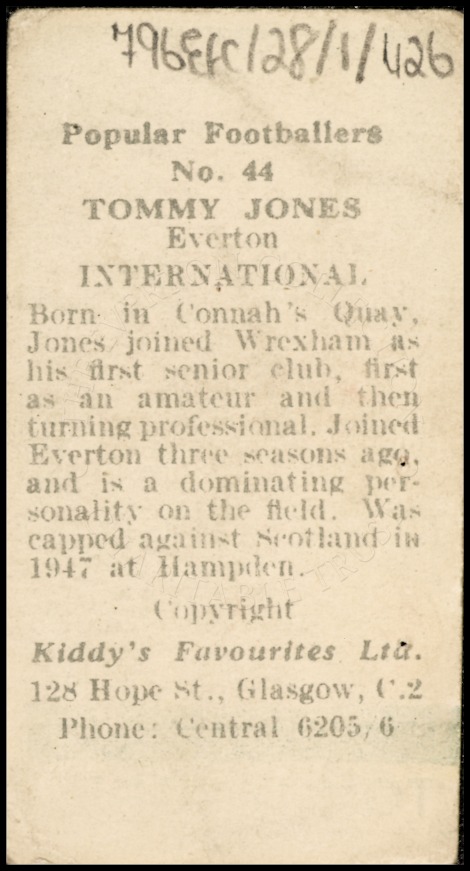 796EFC/28/1/426
Popular Footballers
No. 44
TOMMY JONES
Everton
INTERNATIONAL
Born in Connah's Quay,
Jones joined Wrexham as
his first senior club, first
as an amateur and then
turning professional. Joined
Everton three seasons ago,
and is a dominating per-
sonality on the field. Was
capped against Scotland in
1947 at Hampden.
Copyright
Kiddy's Favourites Ltd.
128 Hope St., Glasgow, C.2
Phone: Central 6205/6